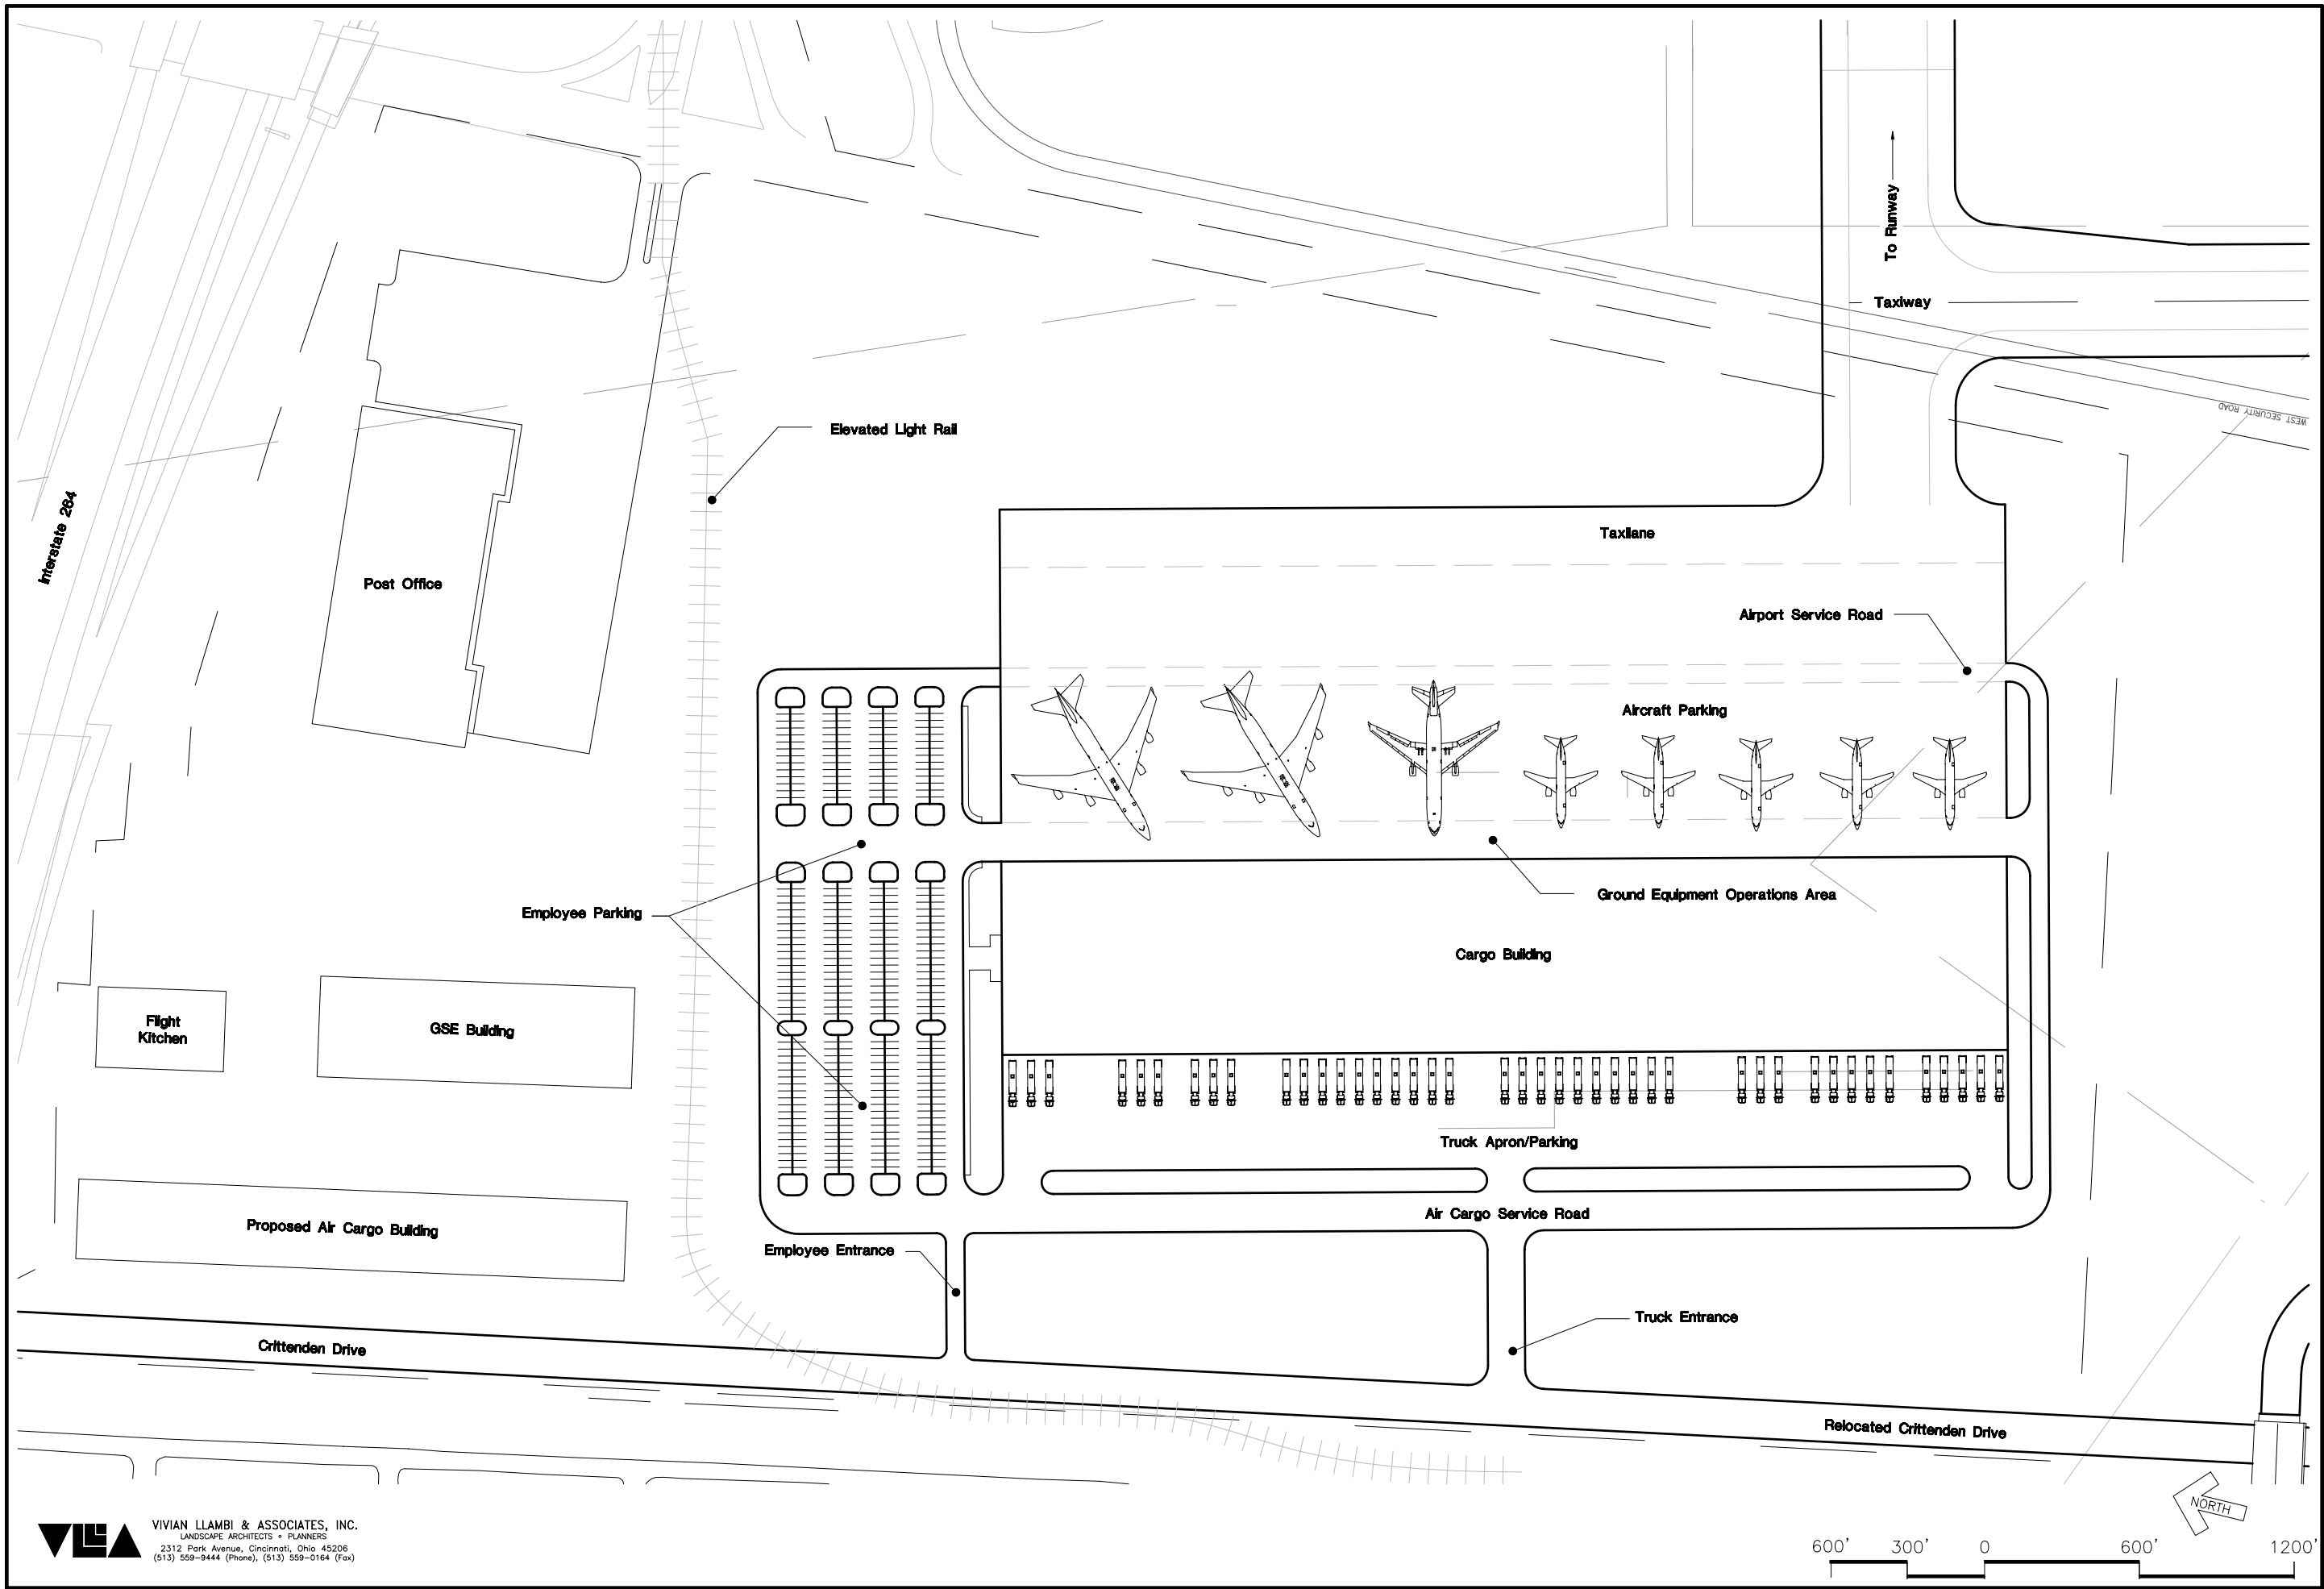 To Runway
Taxiway
WEST SECURITY ROAD
Elevated Light Rail
Interstate 264
Taxilane
Post Office
Airport Service Road
Aircraft Parking
Ground Equipment Operations Area
Employee Parking
Cargo Building
Flight
Kitchen
GSE Building
Truck Apron/Parking
Air Cargo Service Road
Proposed Air Cargo Building
Employee Entrance
Truck Entrance
Crittenden Drive
Relocated Crittenden Drive
NORTH
VLLA
VIVIAN LLAMBI & ASSOCIATES, INC.
LANDSCAPE ARCHITECTS • PLANNERS
2312 Park Avenue, Cincinnati, Ohio 45206
(513) 559-9444 (Phone), (513) 559-0164 (Fax)
600' 300' 0 600' 1200'